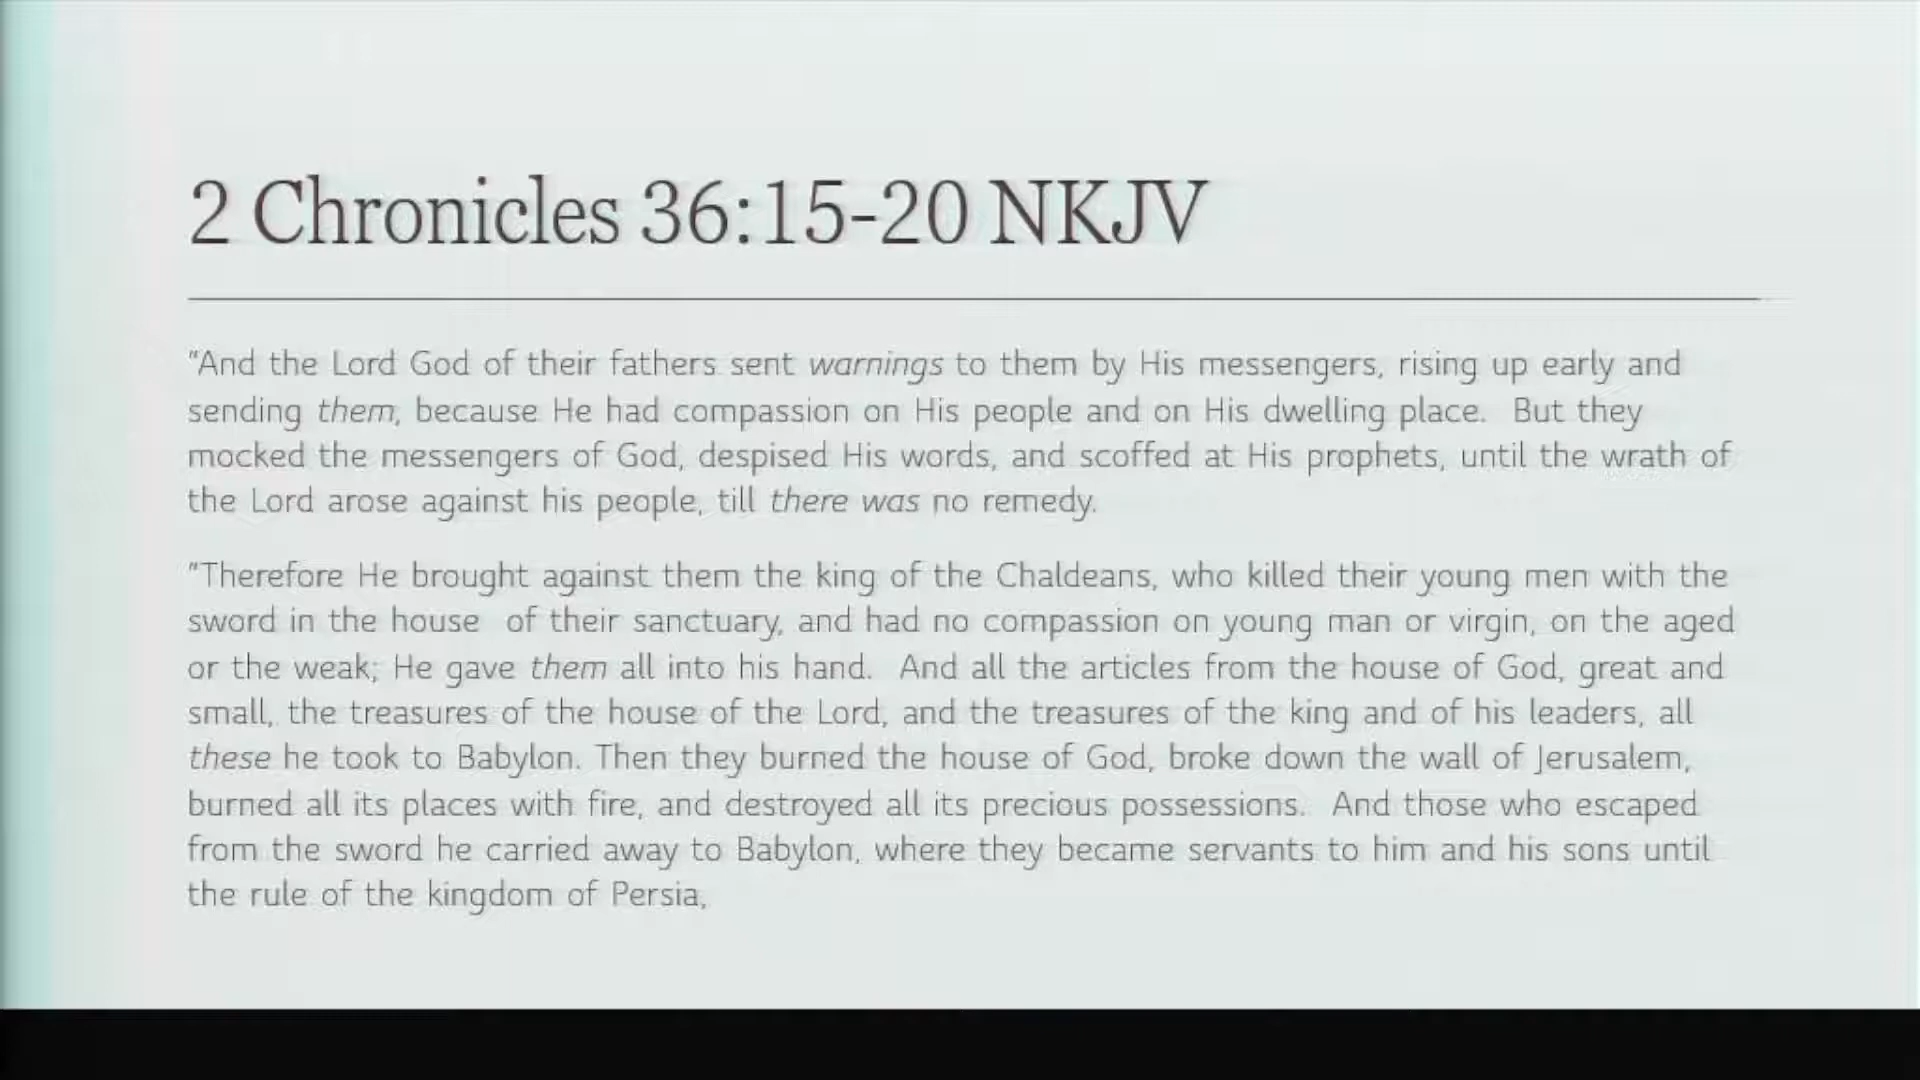 2 Chronicles 36:15-20 NKJV
"And the Lord God of their fathers sent warnings to them by His messengers, rising up early and
sending them, because He had compassion on His people and on His dwelling place.  But they
mocked the messengers of God, despised His words, and scoffed at His prophets, until the wrath of
the Lord arose against his people, till there was no remedy.
"Therefore He brought against them the king of the Chaldeans, who killed their young men with the
sword in the house  of their sanctuary, and had no compassion on young man or virgin, on the aged
or the weak; He gave them all into his hand.  And all the articles from the house of God, great and
small, the treasures of the house of the Lord, and the treasures of the king and of his leaders, all
these he took to Babylon. Then they burned the house of God, broke down the wall of Jerusalem,
burned all its places with fire, and destroyed all its precious possessions.  And those who escaped
from the sword he carried away to Babylon, where they became servants to him and his sons until
the rule of the kingdom of Persia,